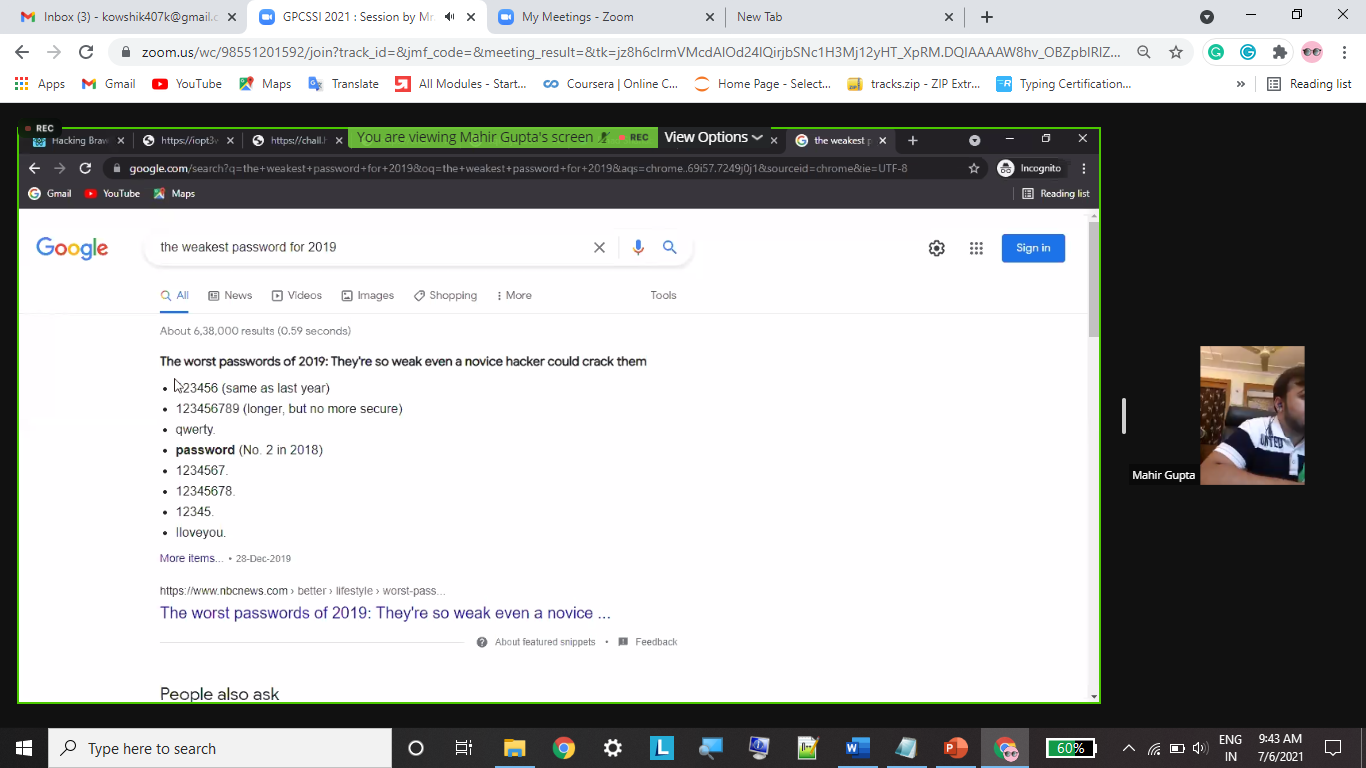 Inbox (3) - kowshik407k@gmail.c
GPCSSI 2021 : Session by Mr.
My Meetings - Zoom
New Tab
zoom.us/wc/98551201592/join?track_id=&jmf_code=&meeting_result=&tk=
Apps
Gmail
YouTube
Maps
Translate
All Modules - Start...
Coursera | Online C...
Home Page - Select...
tracks.zip - ZIP Extr...
Typing Certification...
»
Reading list
REC
Hacking Braw
https://iopt3v
https://chall.h
You are viewing Mahir Gupta's screen
REC
View Options
the weakest p
google.com/search?q=the+weakest+password+for+2019&oq=the+weakest+password+for+2019&aqs=chrome..69i57.7249j0j1&sourceid=chrome&ie=UTF-8
Incognito
Gmail
YouTube
Maps
Reading list
Google
the weakest password for 2019
Sign in
All
News
Videos
Images
Shopping
More
Tools
About 6,38,000 results (0.59 seconds)
The worst passwords of 2019: They're so weak even a novice hacker could crack them
• 123456 (same as last year)
• 123456789 (longer, but no more secure)
• qwerty.
• password (No. 2 in 2018)
• 1234567.
• 12345678.
• 12345.
• Iloveyou.
More items... • 28-Dec-2019
https://www.nbcnews.com › better › lifestyle › worst-pass...
The worst passwords of 2019: They're so weak even a novice ...
About featured snippets • Feedback
People also ask
Mahir Gupta
UNITED
Type here to search
L
60%
ENG
IN
9:43 AM
7/6/2021